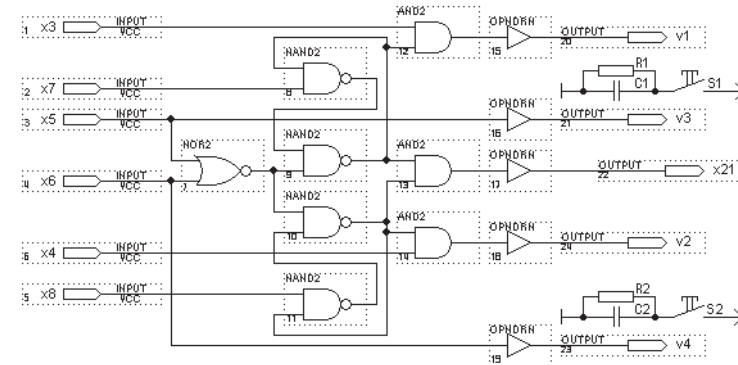 AND2
1 x3 INPUT VCC
12
OPNDRN 15
OUTPUT 20 v1
NAND2
8
R1
C1
S1
2 x7 INPUT VCC
3 x5 INPUT VCC
OPNDRN 16
OUTPUT 21 v3
NOR2
7
NAND2
9
AND2
13
OPNDRN 17
OUTPUT 22 x21
x6 INPUT VCC
NAND2
10
AND2
14
OPNDRN 18
OUTPUT 24 v2
6 x4 INPUT VCC
5 x8 INPUT VCC
NAND2
11
R2
C2
S2
OPNDRN 19
OUTPUT 23 v4